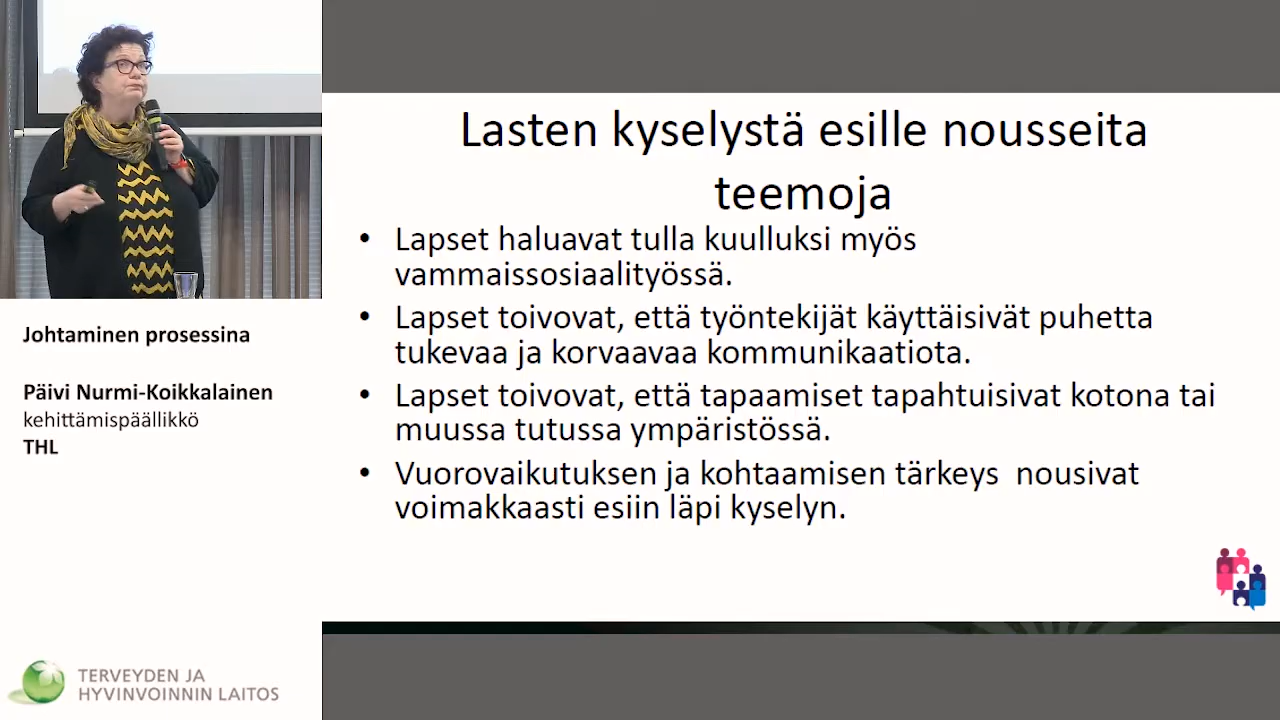 Lasten kyselystä esille nousseita
teemoja
• Lapset haluavat tulla kuulluksi myös
vammaissosiaalityössä.
• Lapset toivovat, että työntekijät käyttäisivät puhetta
tukevaa ja korvaavaa kommunikaatiota.
• Lapset toivovat, että tapaamiset tapahtuisivat kotona tai
muussa tutussa ympäristössä.
• Vuorovaikutuksen ja kohtaamisen tärkeys  nousivat
voimakkaasti esiin läpi kyselyn.
Johtaminen prosessina
Päivi Nurmi-Koikkalainen
kehittämispäällikkö
THL
TERVEYDEN JA
HYVINVOINNIN LAITOS